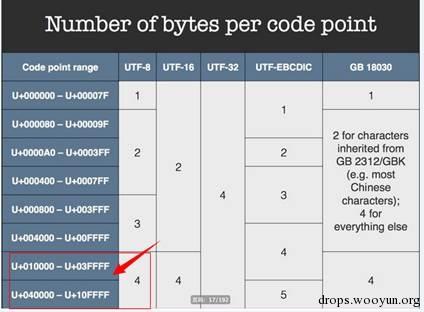 Number of bytes per code point
Code point range UTF-8 UTF-16 UTF-32 UTF-EBCDIC GB 18030
U+000000 – U+00007F 1 2 4 1 1
U+000080 – U+00009F 2
2 for characters
inherited from
GB 2312/GBK
(e.g. most
Chinese
characters);
4 for
everything else
U+0000A0 – U+0003FF 2
U+000400 – U+0007FF 3
U+000800 – U+003FFF 3
U+004000 – U+00FFFF 4
U+010000 – U+03FFFF 4 4 4
U+040000 – U+10FFFF 5
17/192
drops.wooyun.org